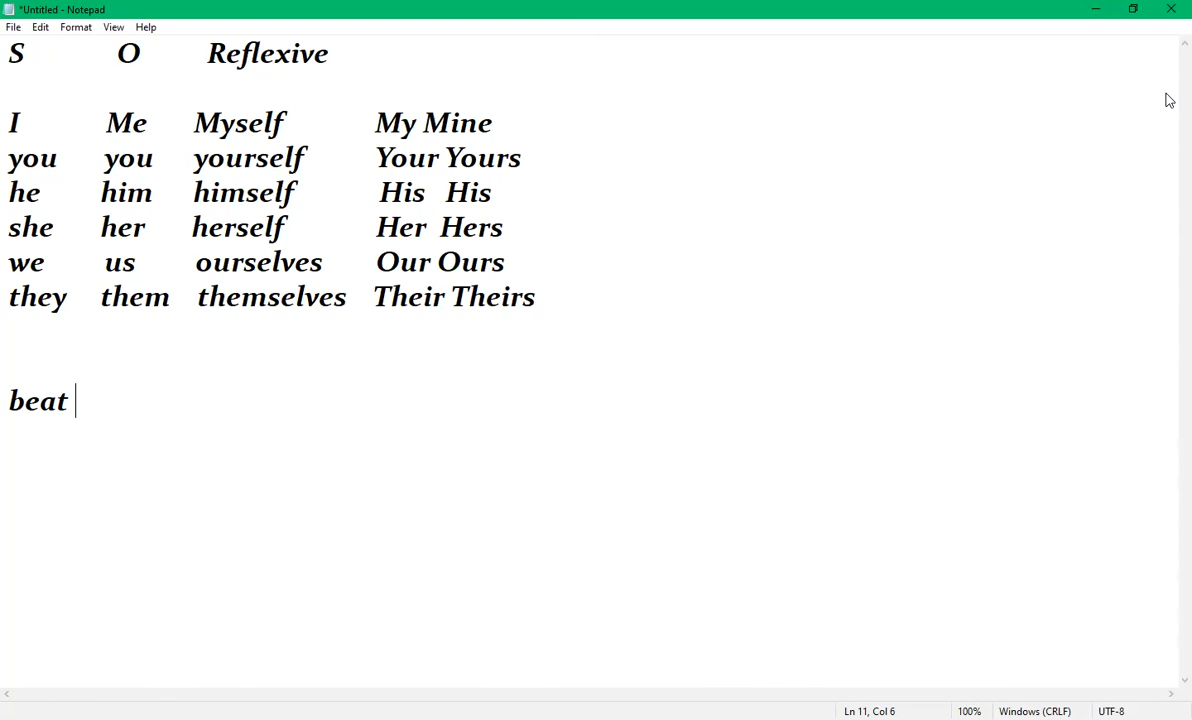 *Untitled - Notepad
File Edit Format View Help
S O Reflexive
I Me Myself My Mine
you you yourself Your Yours
he him himself His His
she her herself Her Hers
we us ourselves Our Ours
they them themselves Their Theirs
beat
Ln 11, Col 6 100% Windows (CRLF) UTF-8